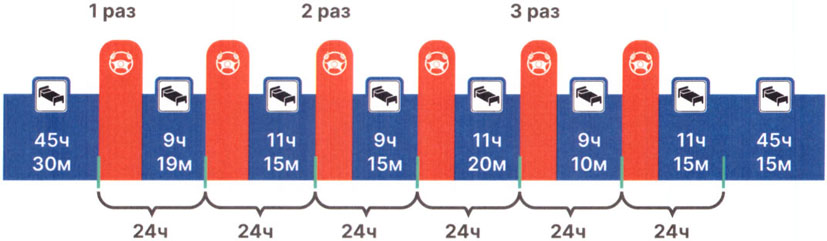 1 раз 2 раз 3 раз
45ч 9ч 11ч 9ч 11ч 9ч 11ч 45ч
30м 19м 15м 15м 20м 10м 15м 15м
24ч 24ч 24ч 24ч 24ч 24ч